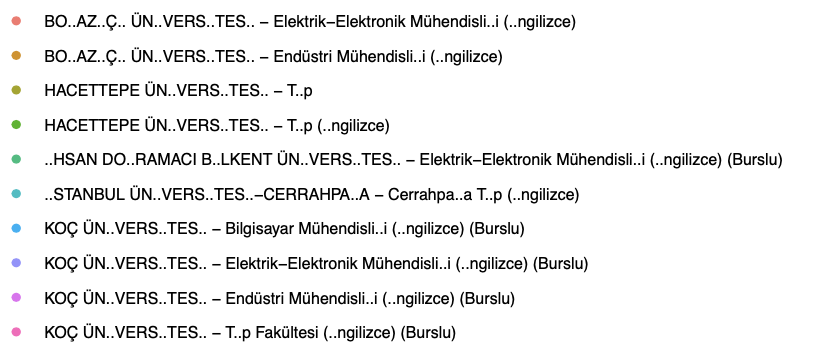 BO..AZ..Ç.. ÜN..VERS..TES.. – Elektrik–Elektronik Mühendisli..i (..ngilizce)
BO..AZ..Ç.. ÜN..VERS..TES.. – Endüstri Mühendisli..i (..ngilizce)
HACETTEPE ÜN..VERS..TES.. – T..p
HACETTEPE ÜN..VERS..TES.. – T..p (..ngilizce)
..HSAN DO..RAMACI B..LKENT ÜN..VERS..TES.. – Elektrik–Elektronik Mühendisli..i (..ngilizce) (Burslu)
..STANBUL ÜN..VERS..TES..–CERRAHPA..A – Cerrahpa..a T..p (..ngilizce)
KOÇ ÜN..VERS..TES.. – Bilgisayar Mühendisli..i (..ngilizce) (Burslu)
KOÇ ÜN..VERS..TES.. – Elektrik–Elektronik Mühendisli..i (..ngilizce) (Burslu)
KOÇ ÜN..VERS..TES.. – Endüstri Mühendisli..i (..ngilizce) (Burslu)
KOÇ ÜN..VERS..TES.. – T..p Fakültesi (..ngilizce) (Burslu)